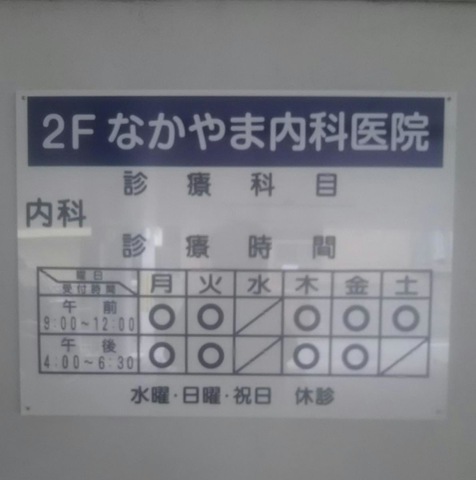 2F なかやま内科医院
診療科目
内科
診療時間
曜日 月 火 水 木 金 土
受付時間
午前 ○ ○ ／ ○ ○ ○
9:00～12:00
午後 ○ ○ ／ ○ ○ ／
4:00～6:30
水曜・日曜・祝日 休診